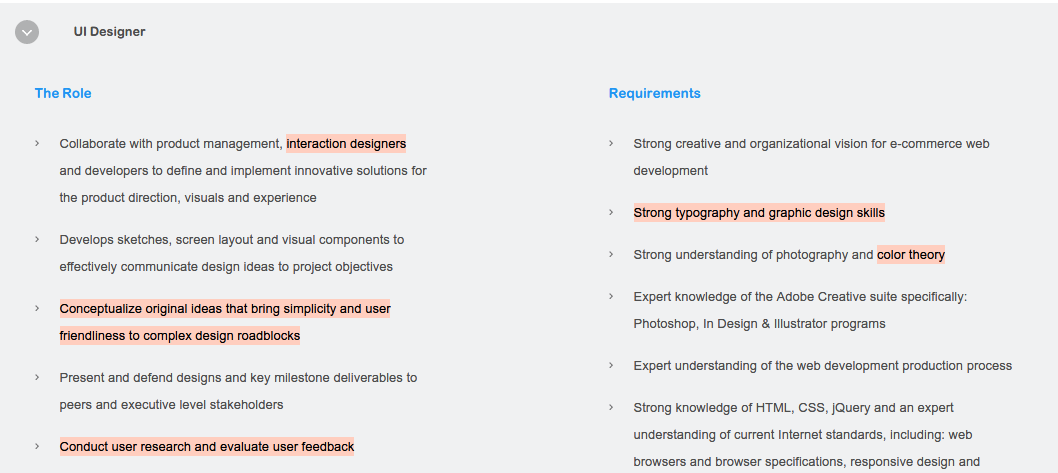 UI Designer
The Role
Collaborate with product management, interaction designers
and developers to define and implement innovative solutions for
the product direction, visuals and experience
Develops sketches, screen layout and visual components to
effectively communicate design ideas to project objectives
Conceptualize original ideas that bring simplicity and user
friendliness to complex design roadblocks
Present and defend designs and key milestone deliverables to
peers and executive level stakeholders
Conduct user research and evaluate user feedback
Requirements
Strong creative and organizational vision for e-commerce web
development
Strong typography and graphic design skills
Strong understanding of photography and color theory
Expert knowledge of the Adobe Creative suite specifically:
Photoshop, In Design & Illustrator programs
Expert understanding of the web development production process
Strong knowledge of HTML, CSS, jQuery and an expert
understanding of current Internet standards, including: web
browsers and browser specifications, responsive design and